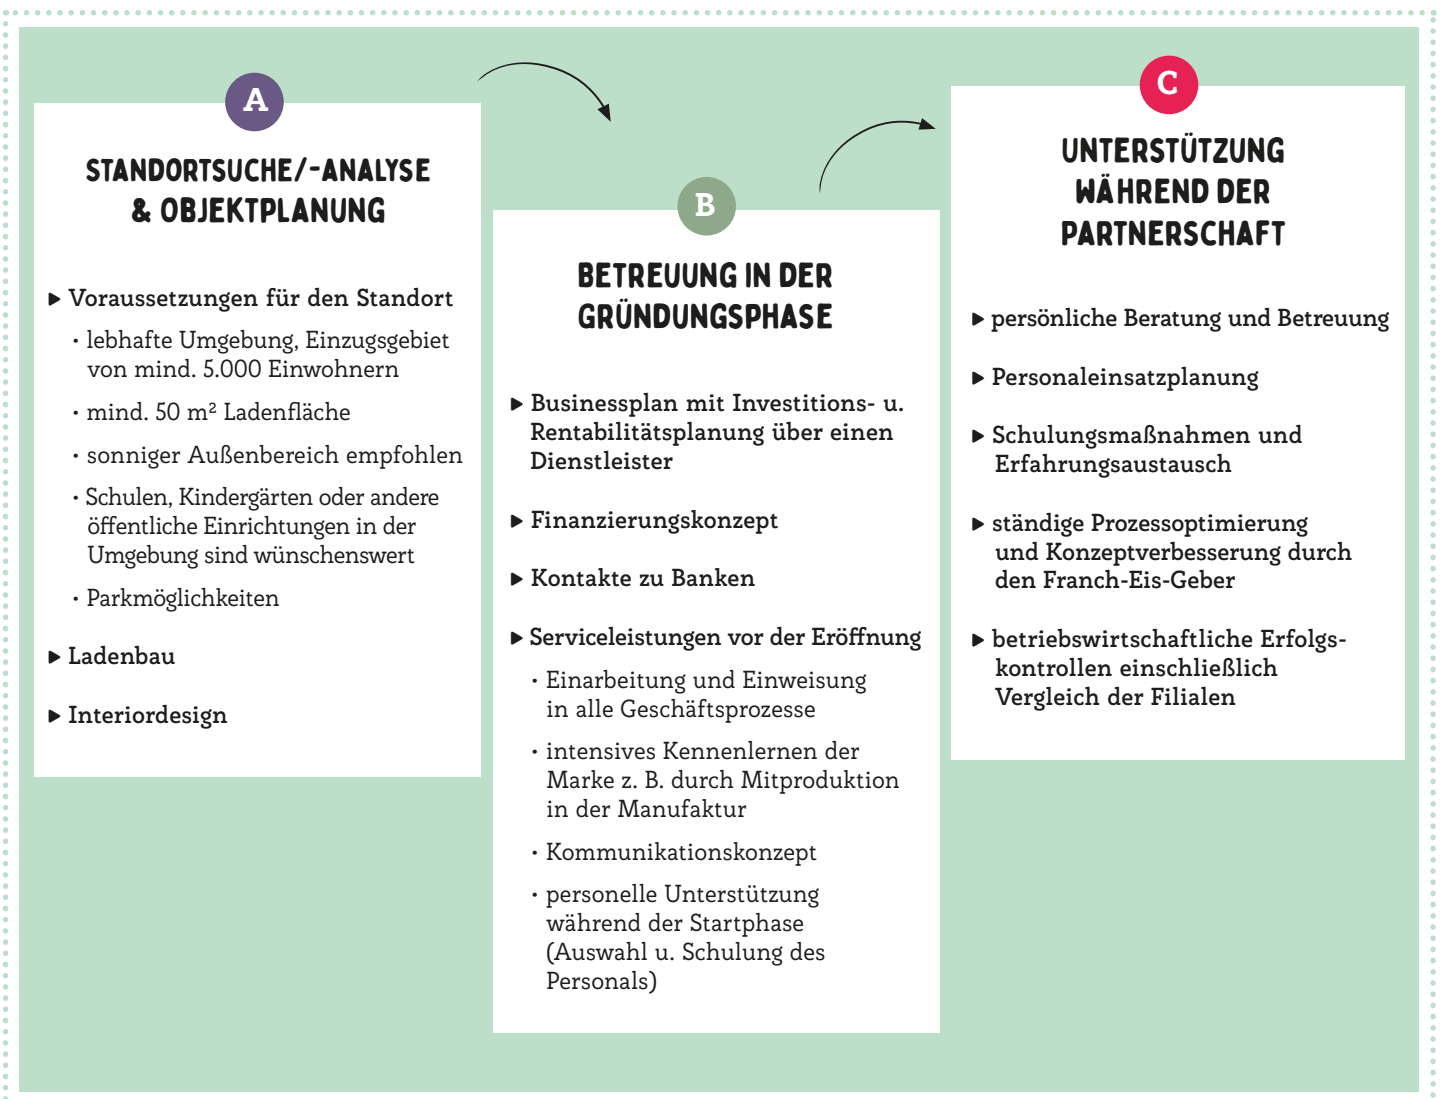 A
STANDORTSUCHE/-ANALYSE
& OBJEKTPLANUNG
▶ Voraussetzungen für den Standort
· lebhafte Umgebung, Einzugsgebiet
von mind. 5.000 Einwohnern
· mind. 50 m² Ladenfläche
· sonniger Außenbereich empfohlen
· Schulen, Kindergärten oder andere
öffentliche Einrichtungen in der
Umgebung sind wünschenswert
· Parkmöglichkeiten
▶ Ladenbau
▶ Interiordesign
B
BETREUUNG IN DER
GRÜNDUNGSPHASE
▶ Businessplan mit Investitions- u.
Rentabilitätsplanung über einen
Dienstleister
▶ Finanzierungskonzept
▶ Kontakte zu Banken
▶ Serviceleistungen vor der Eröffnung
· Einarbeitung und Einweisung
in alle Geschäftsprozesse
· intensives Kennenlernen der
Marke z. B. durch Mitproduktion
in der Manufaktur
· Kommunikationskonzept
· personelle Unterstützung
während der Startphase
(Auswahl u. Schulung des
Personals)
C
UNTERSTÜTZUNG
WÄHREND DER
PARTNERSCHAFT
▶ persönliche Beratung und Betreuung
▶ Personaleinsatzplanung
▶ Schulungsmaßnahmen und
Erfahrungsaustausch
▶ ständige Prozessoptimierung
und Konzeptverbesserung durch
den Franch-Eis-Geber
▶ betriebswirtschaftliche Erfolgs-
kontrollen einschließlich
Vergleich der Filialen